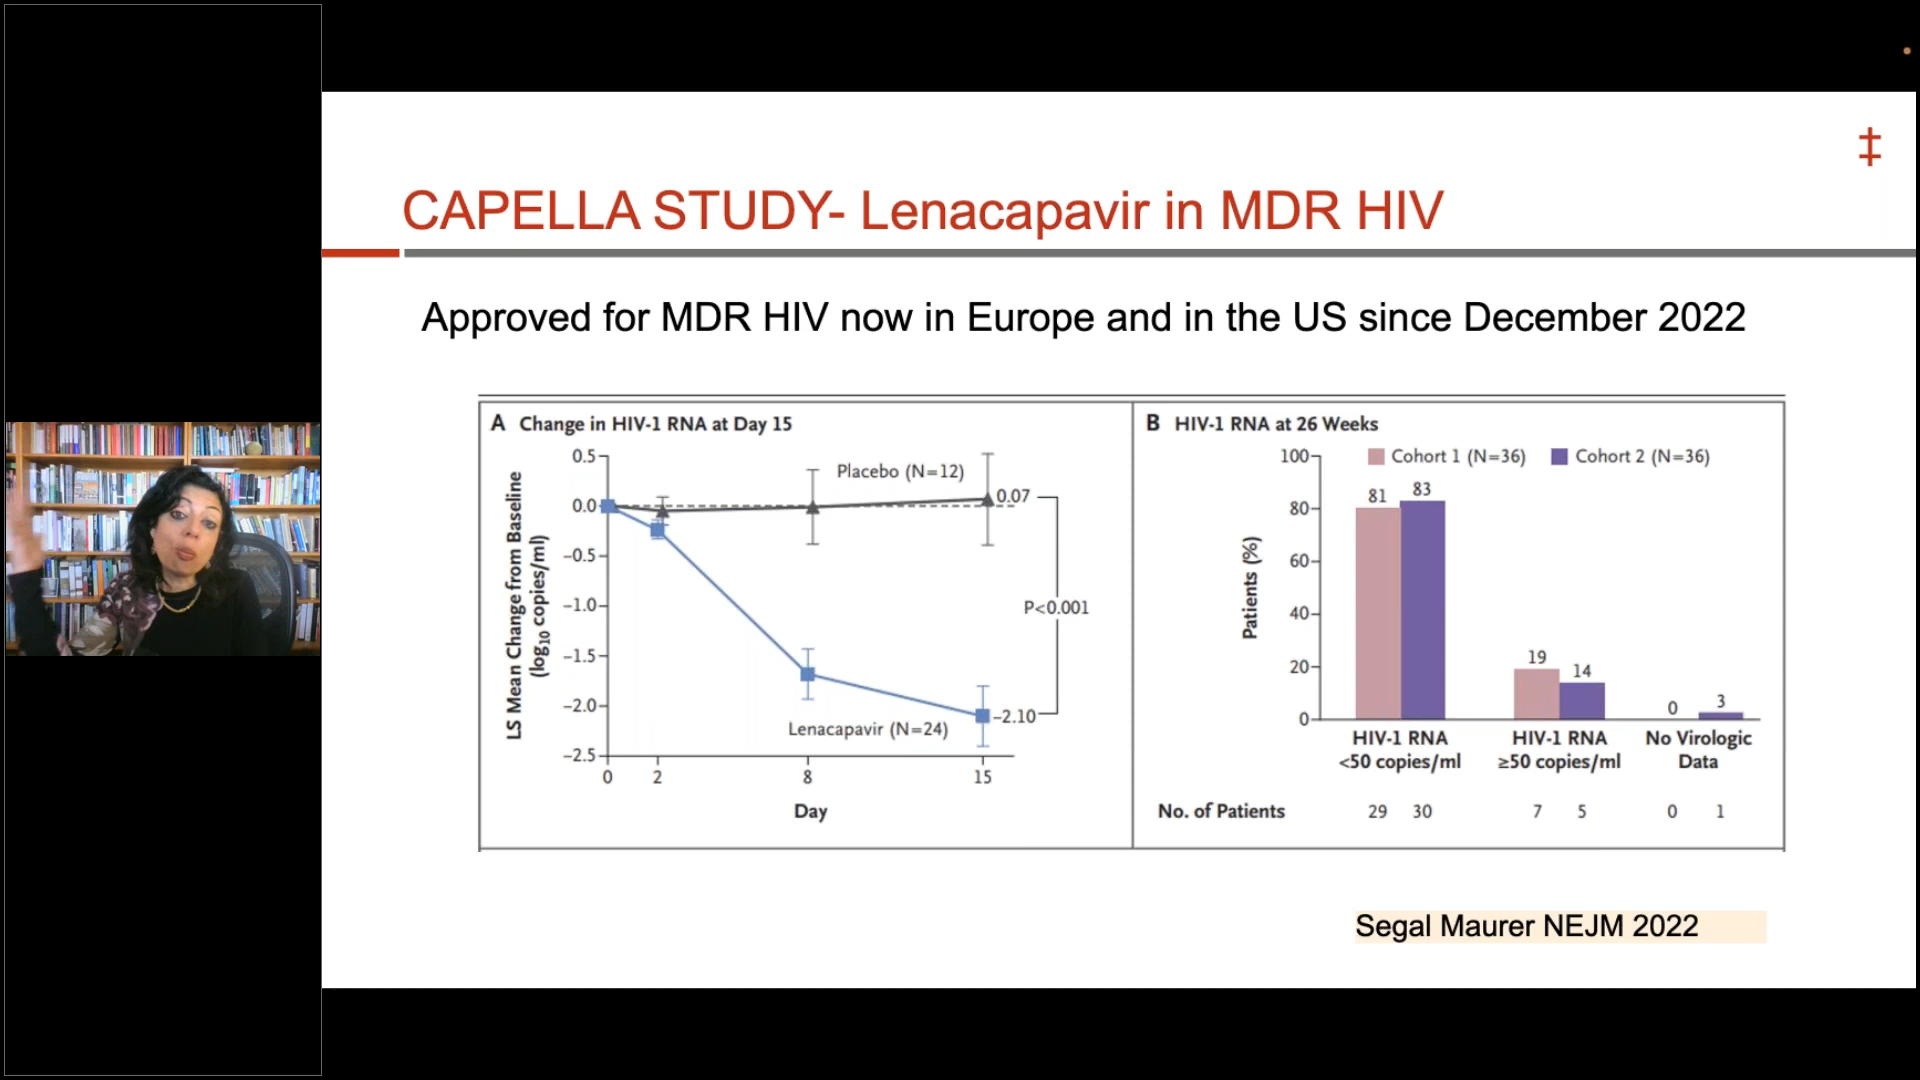 ‡
CAPELLA STUDY- Lenacapavir in MDR HIV
Approved for MDR HIV now in Europe and in the US since December 2022
A Change in HIV-1 RNA at Day 15
LS Mean Change from Baseline
(log10 copies/ml)
0.5
0.0
−0.5
−1.0
−1.5
−2.0
−2.5
Placebo (N=12)
0.07
P<0.001
Lenacapavir (N=24)
−2.10
0 2 8 15
Day
B HIV-1 RNA at 26 Weeks
Cohort 1 (N=36) Cohort 2 (N=36)
Patients (%)
100
80
60
40
20
0
81 83
19 14
0 3
HIV-1 RNA
<50 copies/ml
HIV-1 RNA
≥50 copies/ml
No Virologic
Data
No. of Patients 29 30 7 5 0 1
Segal Maurer NEJM 2022